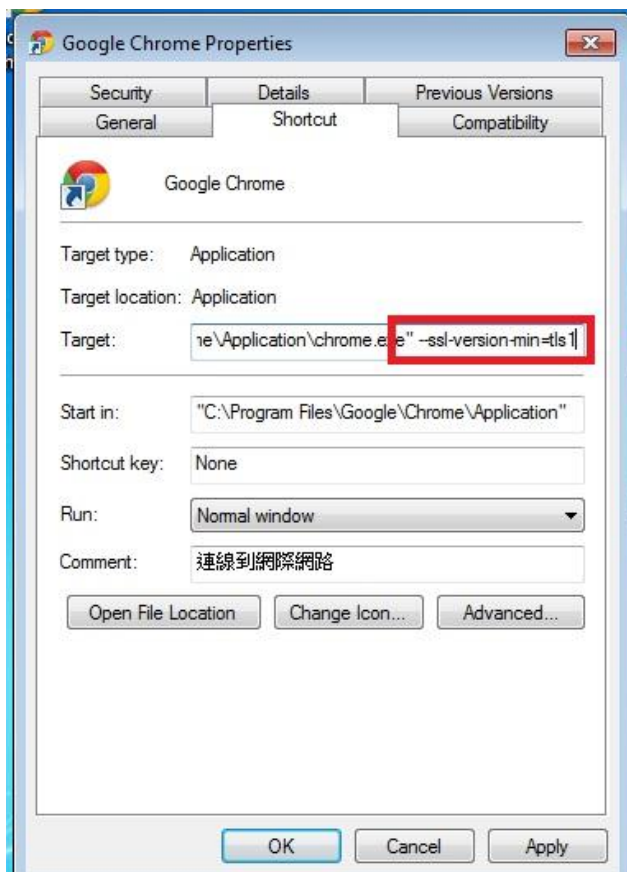 Google Chrome Properties
Security Details Previous Versions
General Shortcut Compatibility
Google Chrome
Target type: Application
Target location: Application
Target: ne\Application\chrome.exe" --ssl-version-min=tls1
Start in: "C:\Program Files\Google\Chrome\Application"
Shortcut key: None
Run: Normal window
Comment: 連線到網際網路
Open File Location Change Icon... Advanced...
OK Cancel Apply